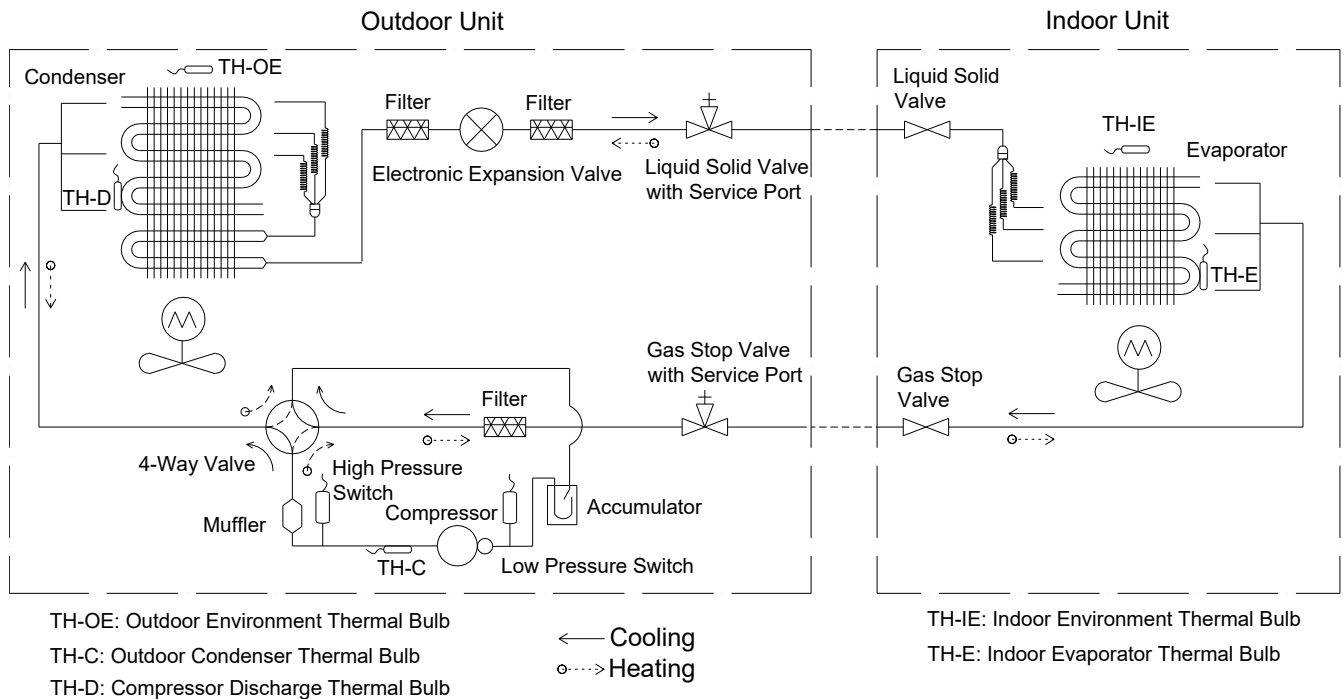 Outdoor Unit
Indoor Unit
Condenser
TH-OE
Filter
Filter
Electronic Expansion Valve
Liquid Solid Valve
with Service Port
TH-D
Liquid Solid
Valve
TH-IE
Evaporator
TH-E
Gas Stop Valve
with Service Port
Gas Stop
Valve
Filter
4-Way Valve
High Pressure
Switch
Muffler
Compressor
Accumulator
TH-C
Low Pressure Switch
TH-OE: Outdoor Environment Thermal Bulb
TH-C: Outdoor Condenser Thermal Bulb
TH-D: Compressor Discharge Thermal Bulb
Cooling
Heating
TH-IE: Indoor Environment Thermal Bulb
TH-E: Indoor Evaporator Thermal Bulb